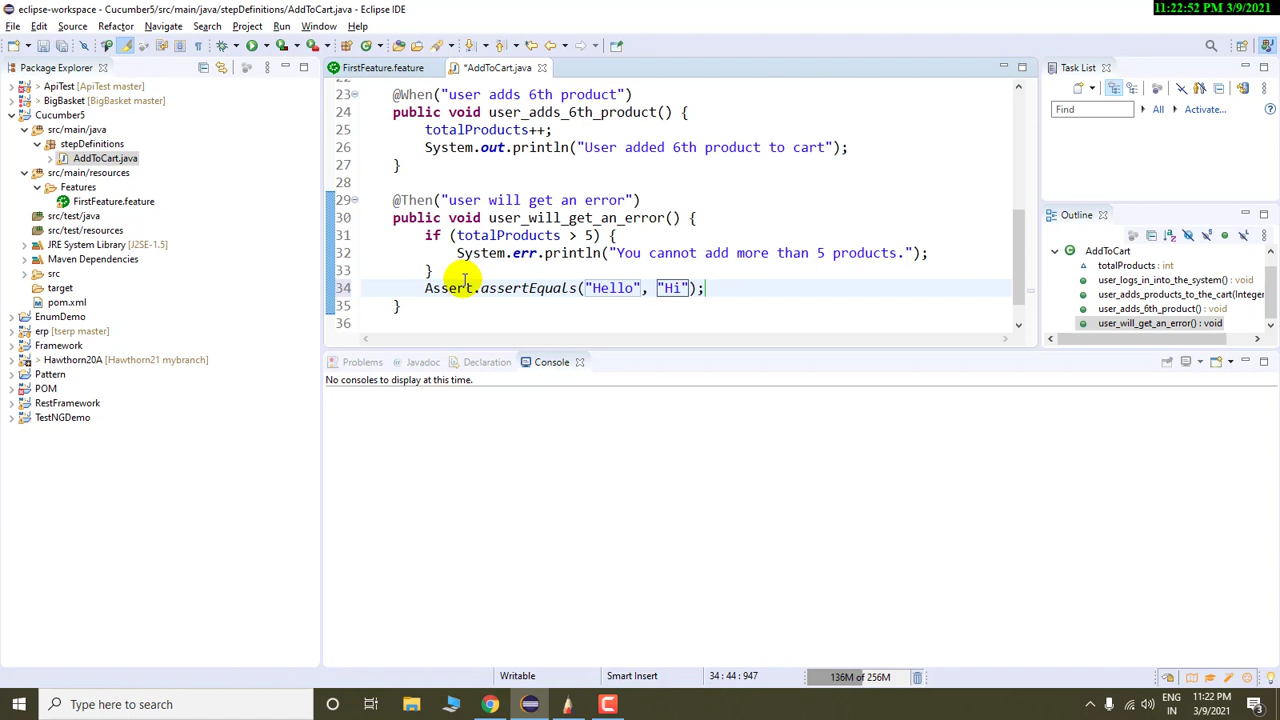 eclipse-workspace - Cucumber5/src/main/java/stepDefinitions/AddToCart.java - Eclipse IDE
11:22:52 PM 3/9/2021
File Edit Source Refactor Navigate Search Project Run Window Help
Package Explorer
FirstFeature.feature
*AddToCart.java
Task List
> ApiTest (ApiTest master)
> BigBasket [BigBasket master]
Cucumber5
src/main/java
stepDefinitions
AddToCart.java
src/main/resources
Features
FirstFeature.feature
src/test/java
src/test/resources
JRE System Library [J2SE-1.5]
Maven Dependencies
src
target
pom.xml
EnumDemo
erp [tserp master]
Framework
> Hawthorn20A [Hawthorn21 mybranch]
Pattern
POM
RestFramework
TestNGDemo
22
23 @When("user adds 6th product")
24 public void user_adds_6th_product() {
25 totalProducts++;
26 System.out.println("User added 6th product to cart");
27 }
28
29 @Then("user will get an error")
30 public void user_will_get_an_error() {
31 if (totalProducts > 5) {
32 System.err.println("You cannot add more than 5 products.");
33 }
34 Assert.assertEquals("Hello", "Hi");
35 }
36
Find
All
Activate...
Outline
AddToCart
totalProducts : int
user_logs_in_into_the_system() : void
user_adds_products_to_the_cart(Integer
user_adds_6th_product() : void
user_will_get_an_error() : void
Problems Javadoc Declaration Console
No consoles to display at this time.
Writable Smart Insert 34 : 44 : 947 136M of 256M
Type here to search
ENG
IN
11:22 PM
3/9/2021
3